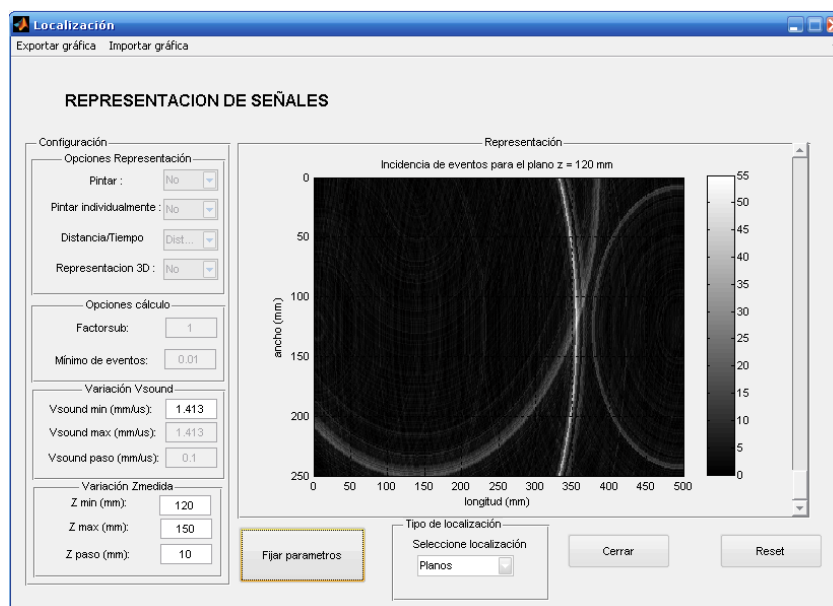 Localización
Exportar gráfica Importar gráfica
REPRESENTACION DE SEÑALES
Configuración
Opciones Representación
Pintar : No
Pintar individualmente : No
Distancia/Tiempo Dist...
Representacion 3D : No
Opciones cálculo
Factorsub: 1
Mínimo de eventos: 0.01
Variación Vsound
Vsound min (mm/us): 1.413
Vsound max (mm/us): 1.413
Vsound paso (mm/us): 0.1
Variación Zmedida
Z min (mm): 120
Z max (mm): 150
Z paso (mm): 10
Representación
Incidencia de eventos para el plano z = 120 mm
ancho (mm)
0
50
100
150
200
250
0 50 100 150 200 250 300 350 400 450 500
longitud (mm)
55
50
45
40
35
30
25
20
15
10
5
0
Fijar parametros
Tipo de localización
Seleccione localización
Planos
Cerrar
Reset